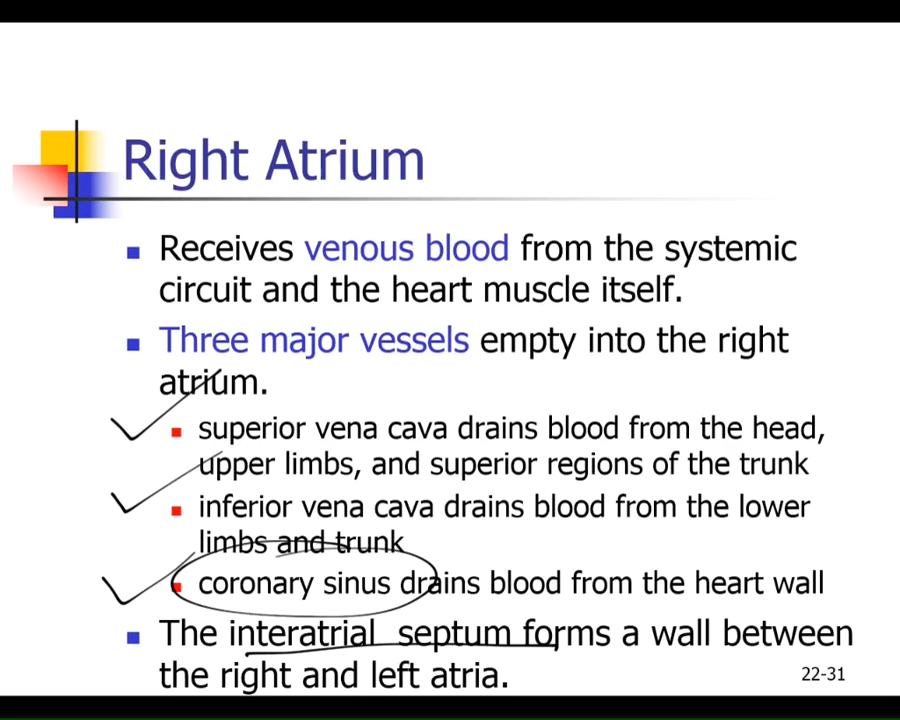 Right Atrium
Receives venous blood from the systemic
circuit and the heart muscle itself.
Three major vessels empty into the right
atrium.
superior vena cava drains blood from the head,
upper limbs, and superior regions of the trunk
inferior vena cava drains blood from the lower
limbs and trunk
coronary sinus drains blood from the heart wall
The interatrial septum forms a wall between
the right and left atria.
22-31